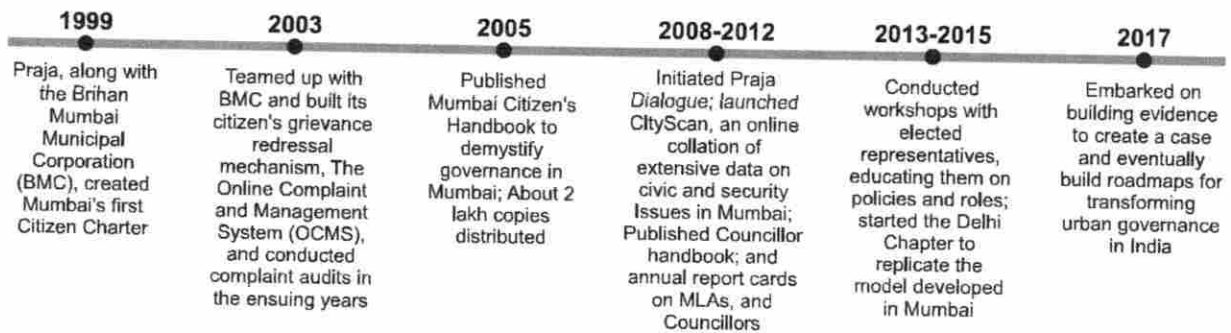 1999
Praja, along with
the Brihan
Mumbai
Municipal
Corporation
(BMC), created
Mumbai's first
Citizen Charter
2003
Teamed up with
BMC and built its
citizen's grievance
redressal
mechanism, The
Online Complaint
and Management
System (OCMS),
and conducted
complaint audits in
the ensuing years
2005
Published
Mumbai Citizen's
Handbook to
demystify
governance in
Mumbai; About 2
lakh copies
distributed
2008-2012
Initiated Praja
Dialogue; launched
CItyScan, an online
collation of
extensive data on
civic and security
Issues in Mumbai;
Published Councillor
handbook; and
annual report cards
on MLAs, and
Councillors
2013-2015
Conducted
workshops with
elected
representatives,
educating them on
policies and roles;
started the Delhi
Chapter to
replicate the
model developed
in Mumbai
2017
Embarked on
building evidence
to create a case
and eventually
build roadmaps for
transforming
urban governance
in India